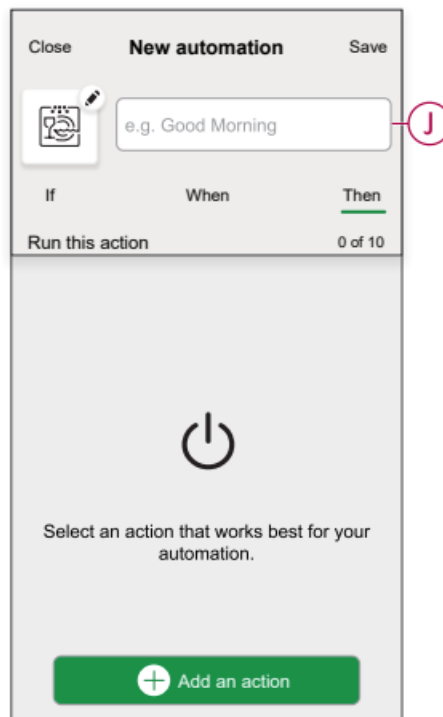 Close New automation Save
e.g. Good Morning
J
If When Then
Run this action 0 of 10
Select an action that works best for your
automation.
Add an action